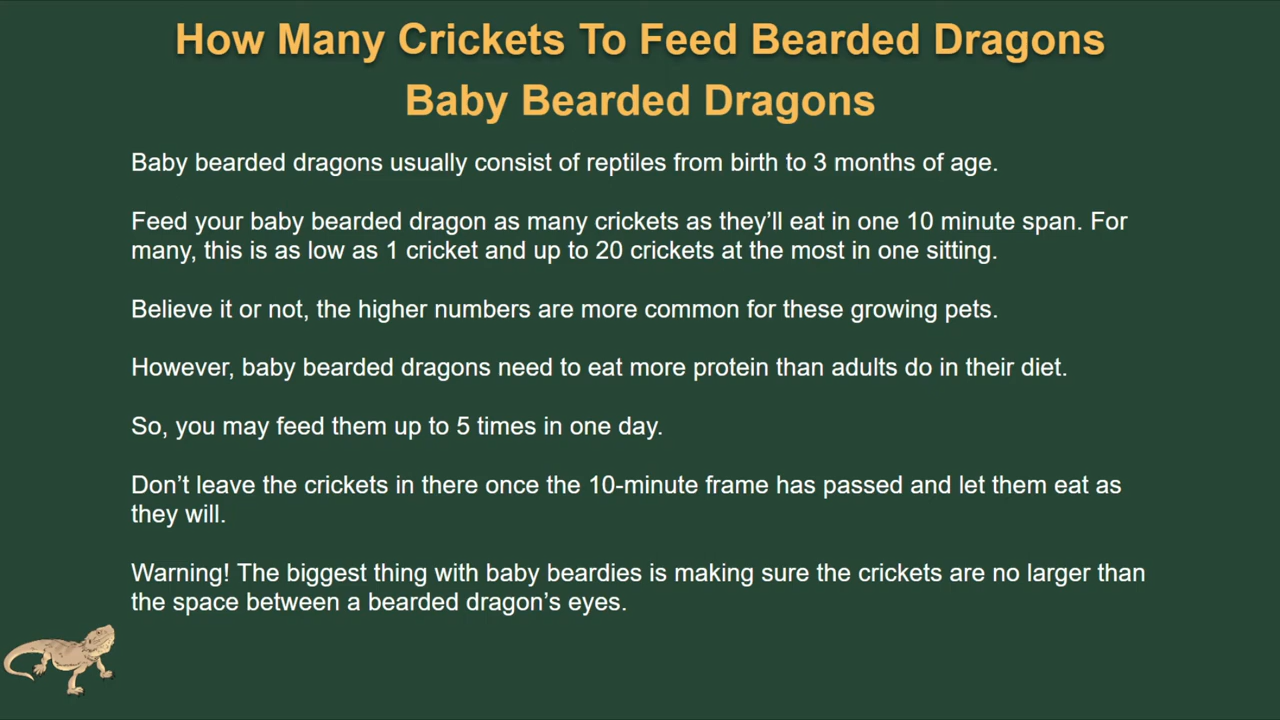 How Many Crickets To Feed Bearded Dragons
Baby Bearded Dragons
Baby bearded dragons usually consist of reptiles from birth to 3 months of age.
Feed your baby bearded dragon as many crickets as they’ll eat in one 10 minute span. For
many, this is as low as 1 cricket and up to 20 crickets at the most in one sitting.
Believe it or not, the higher numbers are more common for these growing pets.
However, baby bearded dragons need to eat more protein than adults do in their diet.
So, you may feed them up to 5 times in one day.
Don’t leave the crickets in there once the 10-minute frame has passed and let them eat as
they will.
Warning! The biggest thing with baby beardies is making sure the crickets are no larger than
the space between a bearded dragon’s eyes.